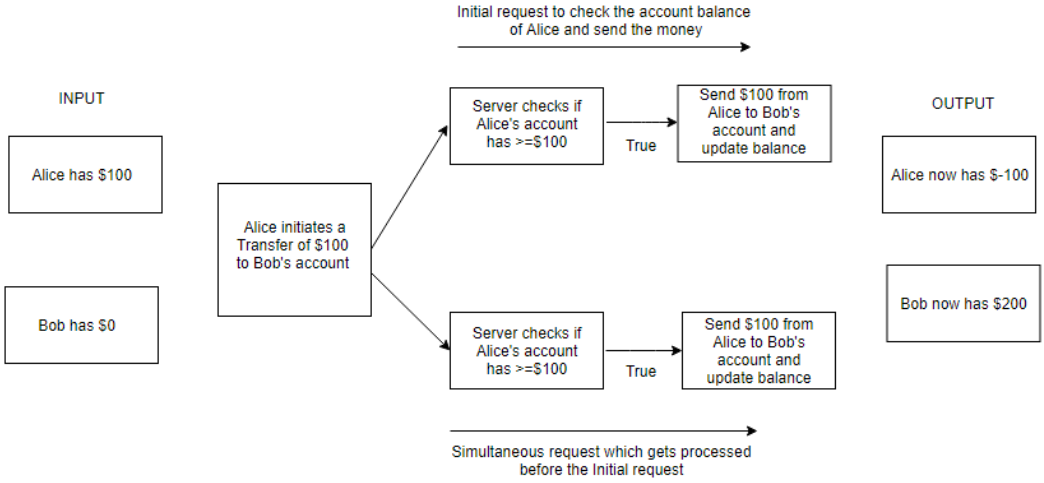 Initial request to check the account balance
of Alice and send the money
INPUT
Alice has $100
Bob has $0
Alice initiates a
Transfer of $100
to Bob's account
Server checks if
Alice's account
has >=$100
True
Send $100 from
Alice to Bob's
account and
update balance
Server checks if
Alice's account
has >=$100
True
Send $100 from
Alice to Bob's
account and
update balance
OUTPUT
Alice now has $-100
Bob now has $200
Simultaneous request which gets processed
before the Initial request